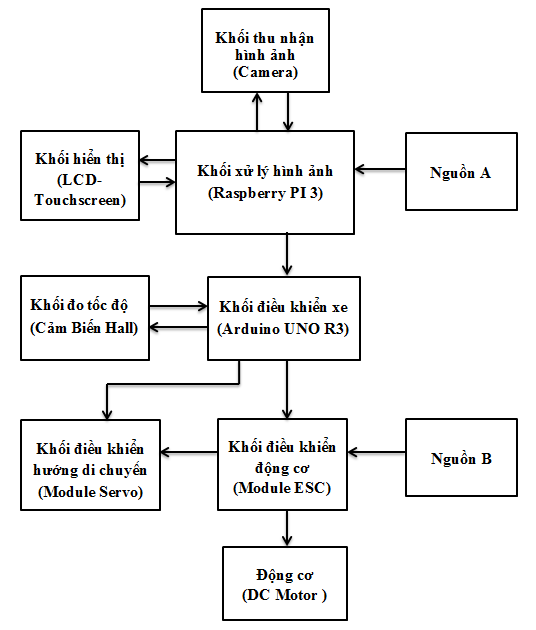 Khối thu nhận
hình ảnh
(Camera)
Khối hiển thị
(LCD-
Touchscreen)
Khối xử lý hình ảnh
(Raspberry PI 3)
Nguồn A
Khối đo tốc độ
(Cảm Biến Hall)
Khối điều khiển xe
(Arduino UNO R3)
Khối điều khiển
hướng di chuyển
(Module Servo)
Khối điều khiển
động cơ
(Module ESC)
Nguồn B
Động cơ
(DC Motor )